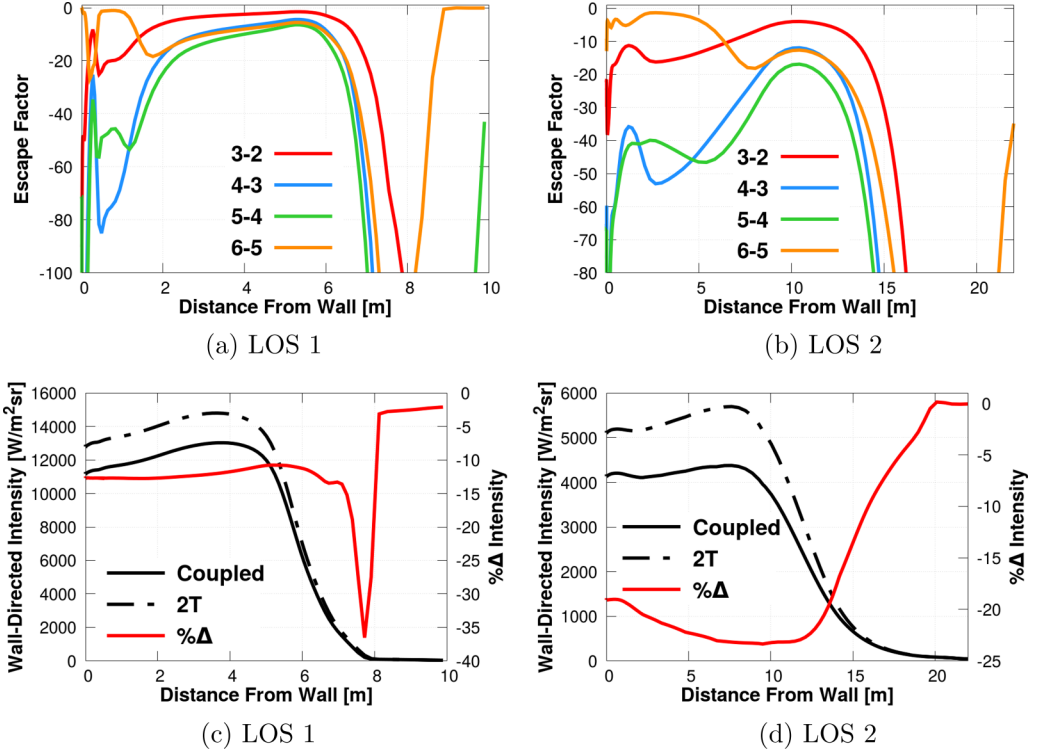 0
-20
-40
-60
-80
-100
Escape Factor
3-2
4-3
5-4
6-5
0 2 4 6 8 10
Distance From Wall [m]
(a) LOS 1
0
-10
-20
-30
-40
-50
-60
-70
-80
Escape Factor
3-2
4-3
5-4
6-5
0 5 10 15 20
Distance From Wall [m]
(b) LOS 2
16000
14000
12000
10000
8000
6000
4000
2000
0
Wall-Directed Intensity [W/m²sr]
Coupled
2T
%Δ
0
-5
-10
-15
-20
-25
-30
-35
-40
%Δ Intensity
0 2 4 6 8 10
Distance From Wall [m]
(c) LOS 1
6000
5000
4000
3000
2000
1000
0
Wall-Directed Intensity [W/m²sr]
Coupled
2T
%Δ
0
-5
-10
-15
-20
-25
%Δ Intensity
0 5 10 15 20
Distance From Wall [m]
(d) LOS 2